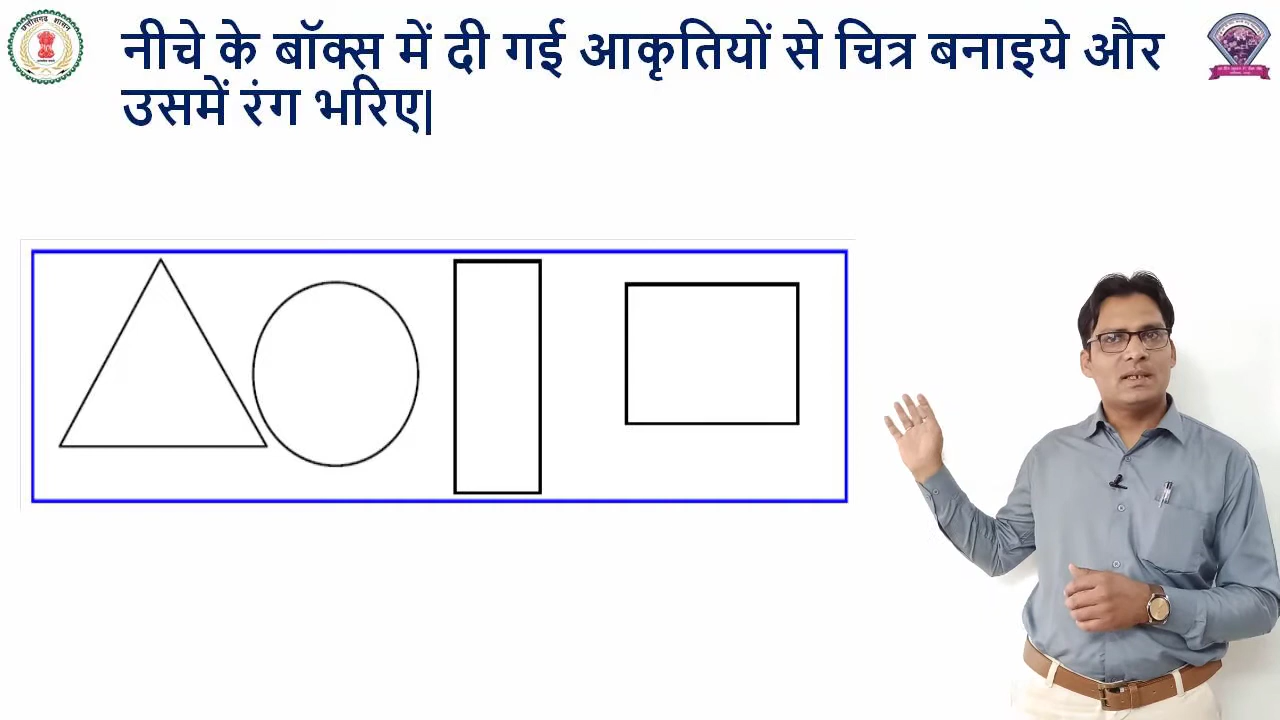 नीचे के बॉक्स में दी गई आकृतियों से चित्र बनाइये और
उसमें रंग भरिए|